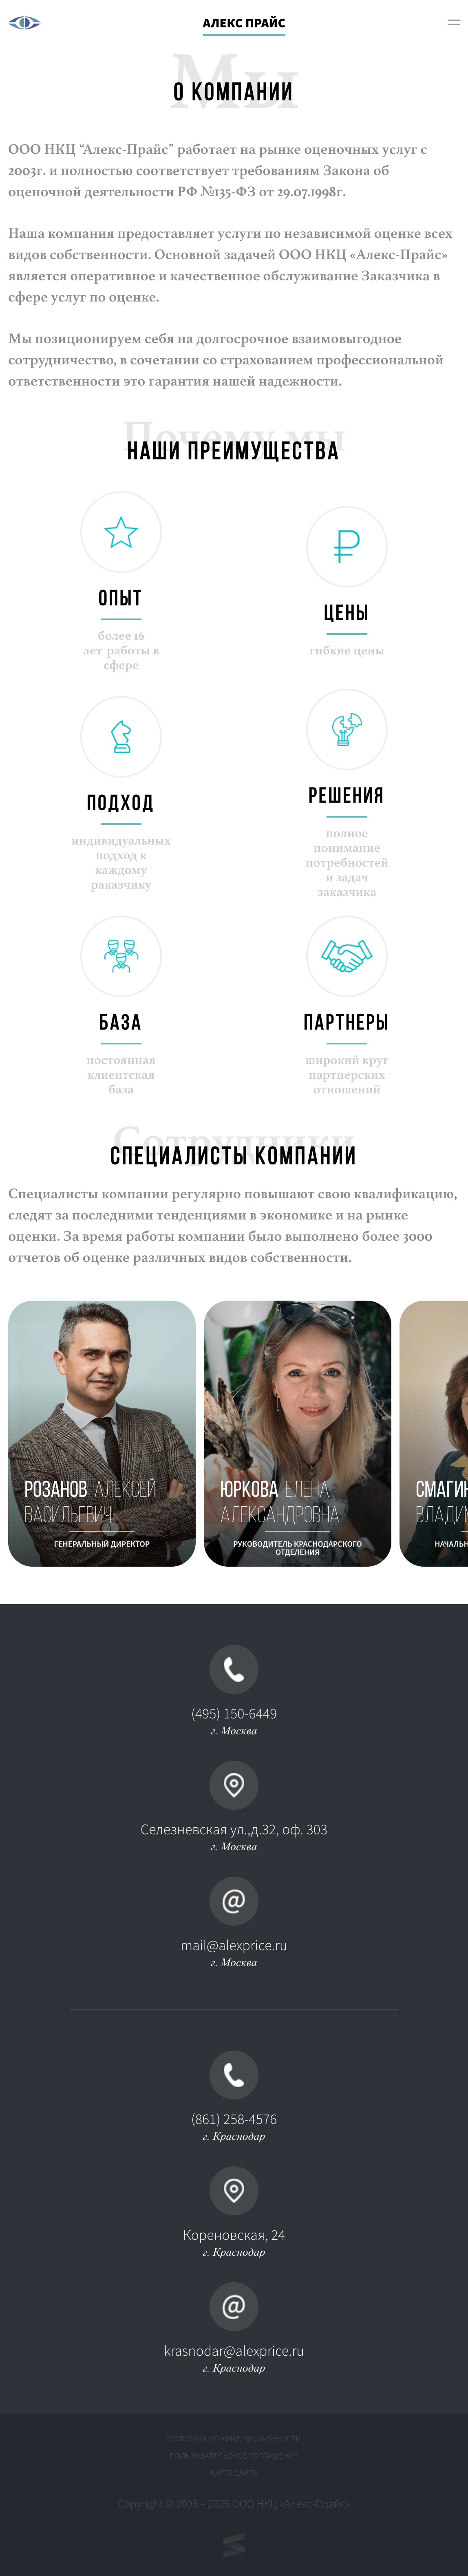 АЛЕКС ПРАЙС
Мы
О КОМПАНИИ
ООО НКЦ “Алекс-Прайс” работает на рынке оценочных услуг с
2003г. и полностью соответствует требованиям Закона об
оценочной деятельности РФ №135-ФЗ от 29.07.1998г.
Наша компания предоставляет услуги по независимой оценке всех
видов собственности. Основной задачей ООО НКЦ «Алекс-Прайс»
является оперативное и качественное обслуживание Заказчика в
сфере услуг по оценке.
Мы позиционируем себя на долгосрочное взаимовыгодное
сотрудничество, в сочетании со страхованием профессиональной
ответственности это гарантия нашей надежности.
Почему мы
НАШИ ПРЕИМУЩЕСТВА
ОПЫТ
более 16
лет работы в
сфере
ЦЕНЫ
гибкие цены
ПОДХОД
индивидуальных
подход к
каждому
раказчику
РЕШЕНИЯ
полное
понимание
потребностей
и задач
заказчика
БАЗА
постоянная
клиентская
база
ПАРТНЕРЫ
широкий круг
партнерских
отношений
Сотрудники
СПЕЦИАЛИСТЫ КОМПАНИИ
Специалисты компании регулярно повышают свою квалификацию,
следят за последними тенденциями в экономике и на рынке
оценки. За время работы компании было выполнено более 3000
отчетов об оценке различных видов собственности.
РОЗАНОВ АЛЕКСЕЙ
ВАСИЛЬЕВИЧ
ГЕНЕРАЛЬНЫЙ ДИРЕКТОР
ЮРКОВА ЕЛЕНА
АЛЕКСАНДРОВНА
РУКОВОДИТЕЛЬ КРАСНОДАРСКОГО
ОТДЕЛЕНИЯ
СМАГИН
ВЛАДИМ
НАЧАЛЬН
(495) 150-6449
г. Москва
Селезневская ул.,д.32, оф. 303
г. Москва
mail@alexprice.ru
г. Москва
(861) 258-4576
г. Краснодар
Кореновская, 24
г. Краснодар
krasnodar@alexprice.ru
г. Краснодар
ПОЛИТИКА КОНФИДЕНЦИАЛЬНОСТИ
ПОЛЬЗОВАТЕЛЬСКОЕ СОГЛАШЕНИЕ
КАРТА САЙТА
Copyright © 2003 – 2025 ООО НКЦ «Алекс-Прайс»